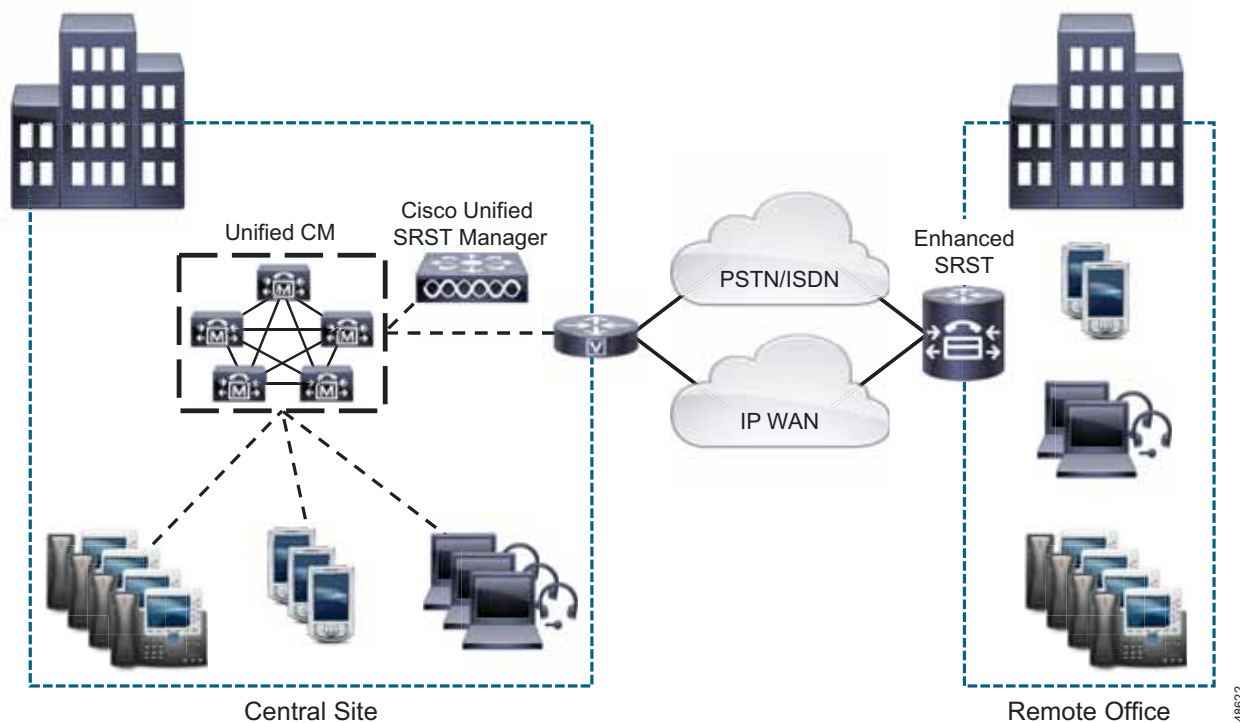 Unified CM
Cisco Unified
SRST Manager
M
M
M
M
M
V
PSTN/ISDN
IP WAN
Enhanced
SRST
Central Site
Remote Office